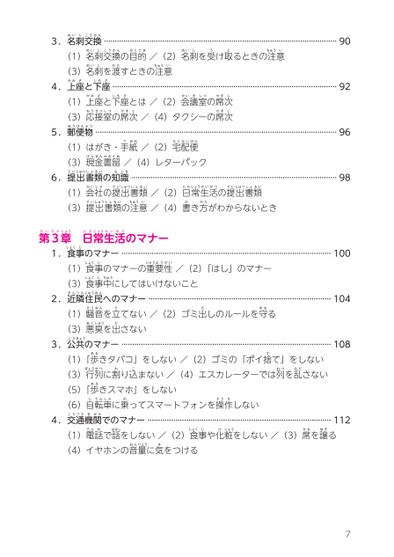 3．名刺交換 ………… 90
（1）名刺交換の目的 ／（2）名刺を受け取るときの注意
（3）名刺を渡すときの注意
4．上座と下座 ………… 92
（1）上座と下座とは ／（2）会議室の席次
（3）応接室の席次 ／（4）タクシーの席次
5．郵便物 ………… 96
（1）はがき・手紙 ／（2）宅配便
（3）現金書留 ／（4）レターパック
6．提出書類の知識 ………… 98
（1）会社の提出書類 ／（2）日常生活の提出書類
（3）提出書類の注意 ／（4）書き方がわからないとき
第3章　日常生活のマナー
1．食事のマナー ………… 100
（1）食事のマナーの重要性 ／（2）「はし」のマナー
（3）食事中にしてはいけないこと
2．近隣住民へのマナー ………… 104
（1）騒音を立てない ／（2）ゴミ出しのルールを守る
（3）悪臭を出さない
3．公共のマナー ………… 108
（1）「歩きタバコ」をしない ／（2）ゴミの「ポイ捨て」をしない
（3）行列に割り込まない ／（4）エスカレーターでは列を乱さない
（5）「歩きスマホ」をしない
（6）自転車に乗ってスマートフォンを操作しない
4．交通機関でのマナー ………… 112
（1）電話で話をしない ／（2）食事や化粧をしない ／（3）席を譲る
（4）イヤホンの音量に気をつける
7